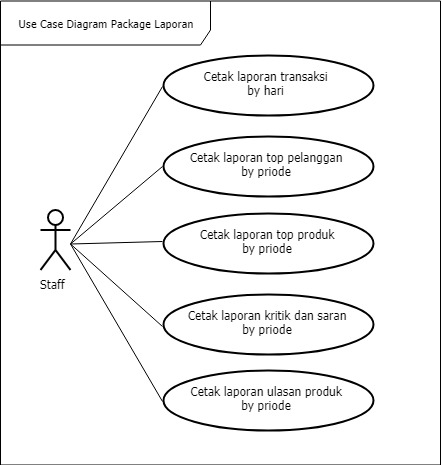 Use Case Diagram Package Laporan
Cetak laporan transaksi
by hari
Cetak laporan top pelanggan
by priode
Cetak laporan top produk
by priode
Staff
Cetak laporan kritik dan saran
by priode
Cetak laporan ulasan produk
by priode